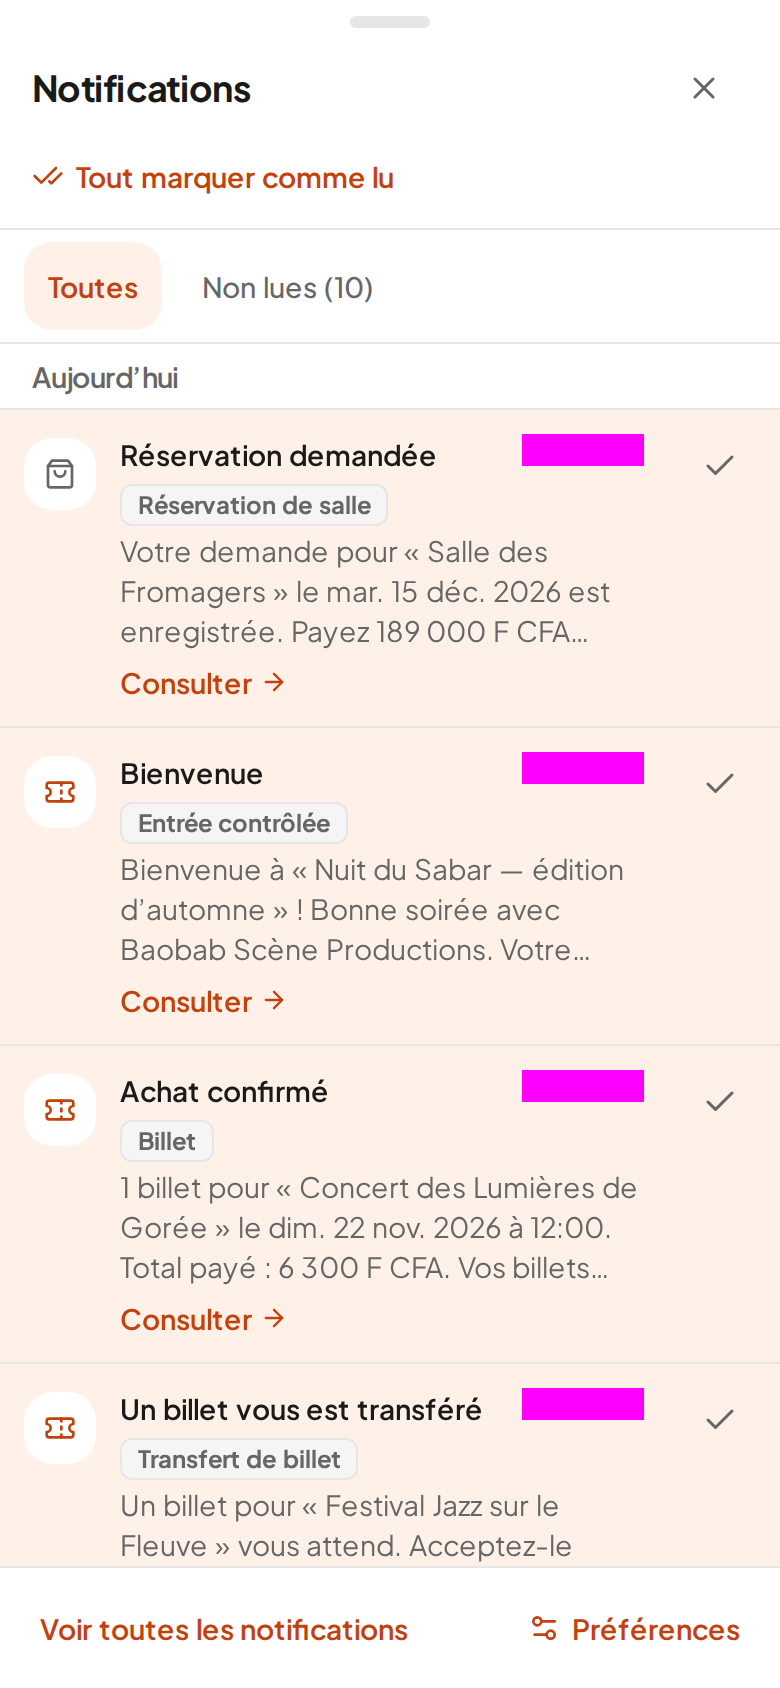 Notifications
Tout marquer comme lu
Toutes
Non lues (10)
Aujourd’hui
Réservation demandée
Réservation de salle
Votre demande pour « Salle des
Fromagers » le mar. 15 déc. 2026 est
enregistrée. Payez 189 000 F CFA…
Consulter
Bienvenue
Entrée contrôlée
Bienvenue à « Nuit du Sabar — édition
d’automne » ! Bonne soirée avec
Baobab Scène Productions. Votre…
Consulter
Achat confirmé
Billet
1 billet pour « Concert des Lumières de
Gorée » le dim. 22 nov. 2026 à 12:00.
Total payé : 6 300 F CFA. Vos billets…
Consulter
Un billet vous est transféré
Transfert de billet
Un billet pour « Festival Jazz sur le
Fleuve » vous attend. Acceptez-le
Voir toutes les notifications
Préférences